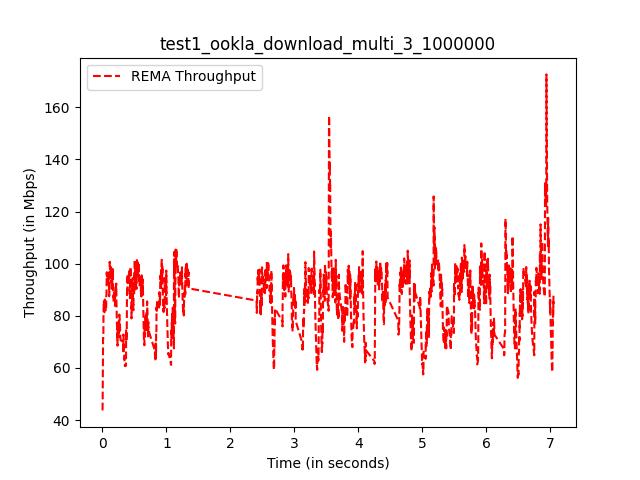 test1_ookla_download_multi_3_1000000
REMA Throughput
Throughput (in Mbps)
160
140
120
100
80
60
40
0 1 2 3 4 5 6 7
Time (in seconds)